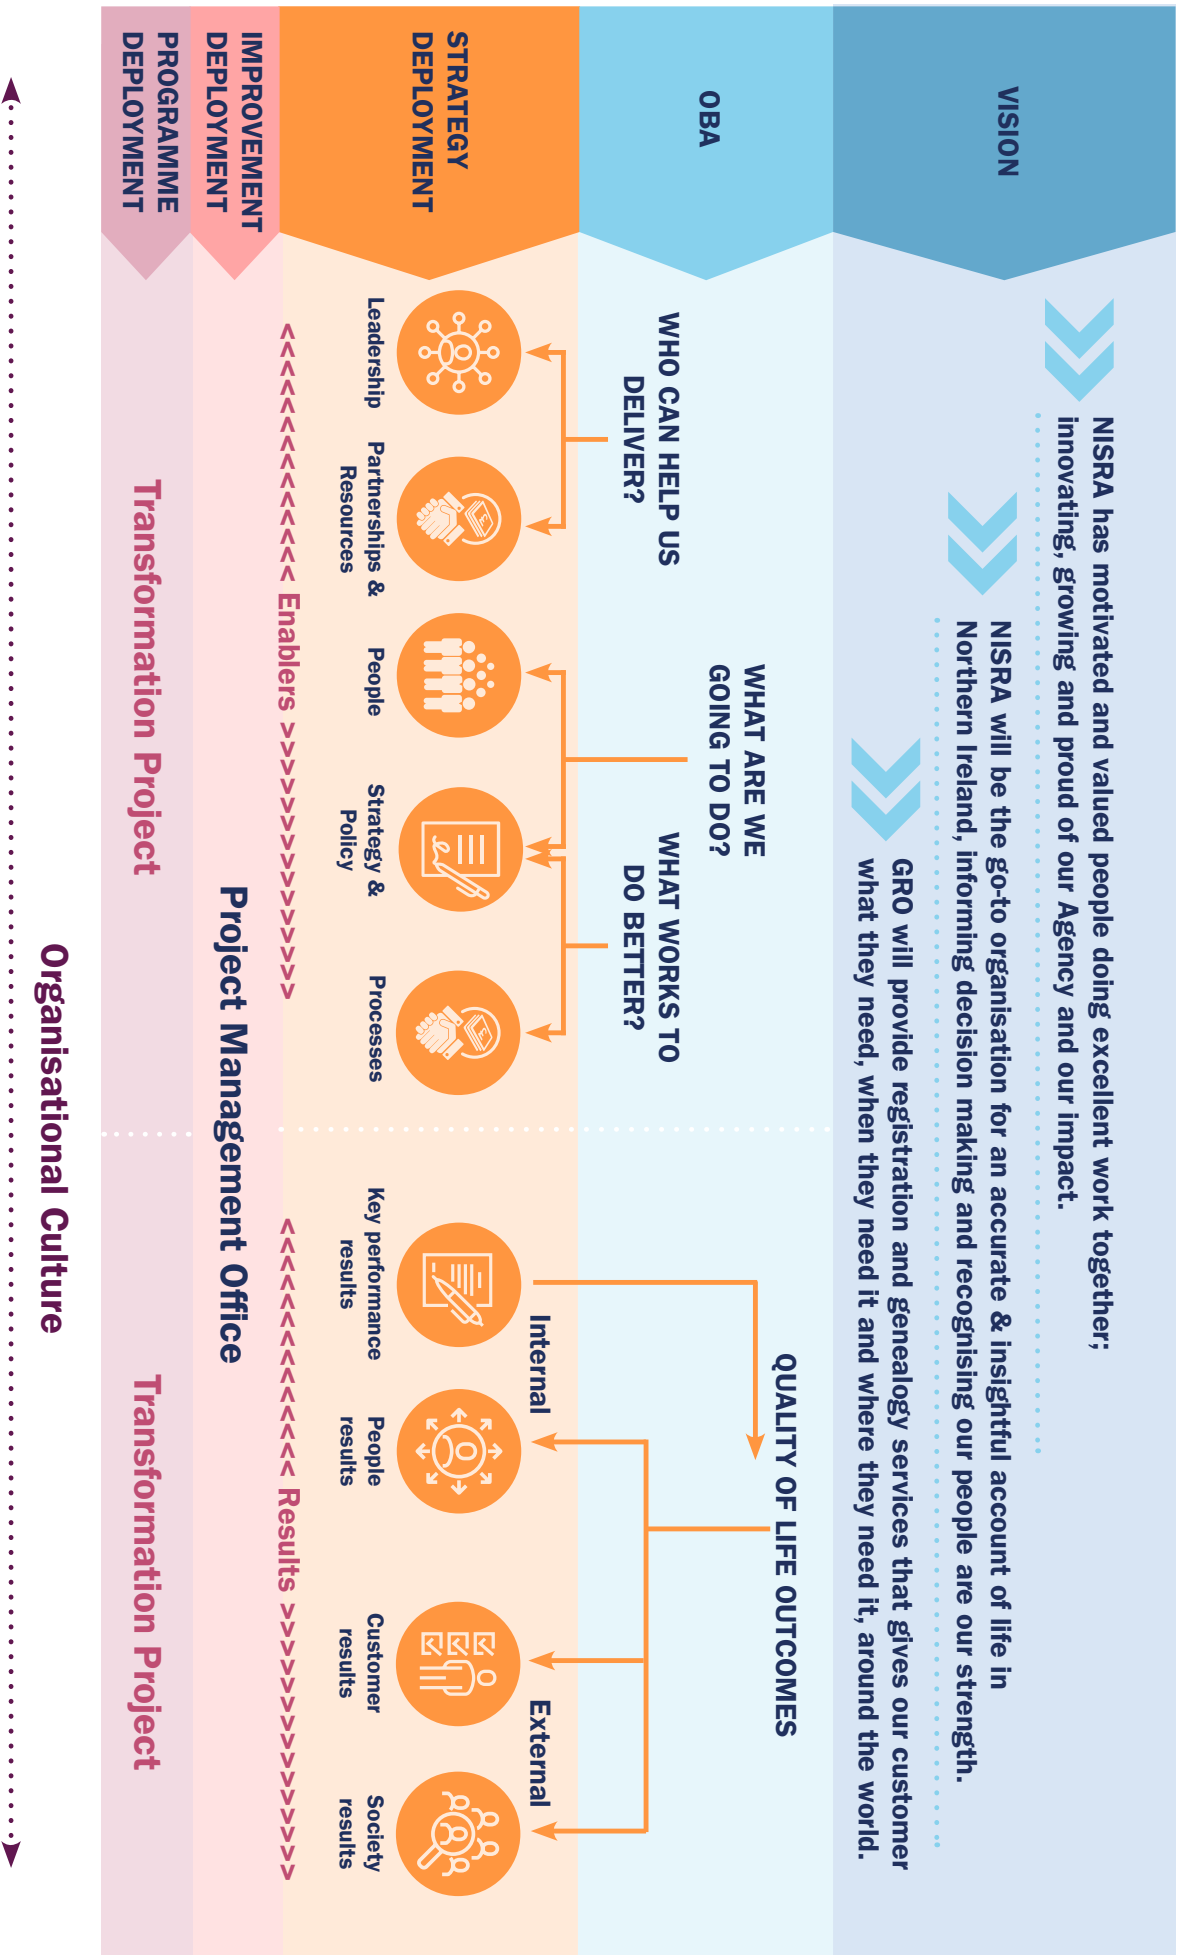 VISION
NISRA has motivated and valued people doing excellent work together;
innovating, growing and proud of our Agency and our impact.
NISRA will be the go-to organisation for an accurate & insightful account of life in
Northern Ireland, informing decision making and recognising our people are our strength.
GRO will provide registration and genealogy services that gives our customer
what they need, when they need it and where they need it, around the world.
OBA
WHAT ARE WE
GOING TO DO?
WHO CAN HELP US
DELIVER?
WHAT WORKS TO
DO BETTER?
QUALITY OF LIFE OUTCOMES
STRATEGY
DEPLOYMENT
Internal
External
Leadership
Partnerships &
Resources
People
Strategy &
Policy
Processes
Key performance
results
People
results
Customer
results
Society
results
<<<<<<<<<<<<<< Enablers >>>>>>>>>>>>>>>
<<<<<<<<<<<<<< Results >>>>>>>>>>>>>>>
IMPROVEMENT
DEPLOYMENT
Project Management Office
PROGRAMME
DEPLOYMENT
Transformation Project
Transformation Project
Organisational Culture